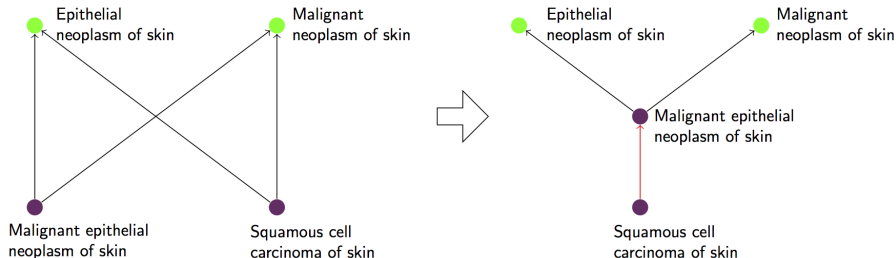 Epithelial
neoplasm of skin
Malignant
neoplasm of skin
Malignant epithelial
neoplasm of skin
Squamous cell
carcinoma of skin
Epithelial
neoplasm of skin
Malignant
neoplasm of skin
Malignant epithelial
neoplasm of skin
Squamous cell
carcinoma of skin